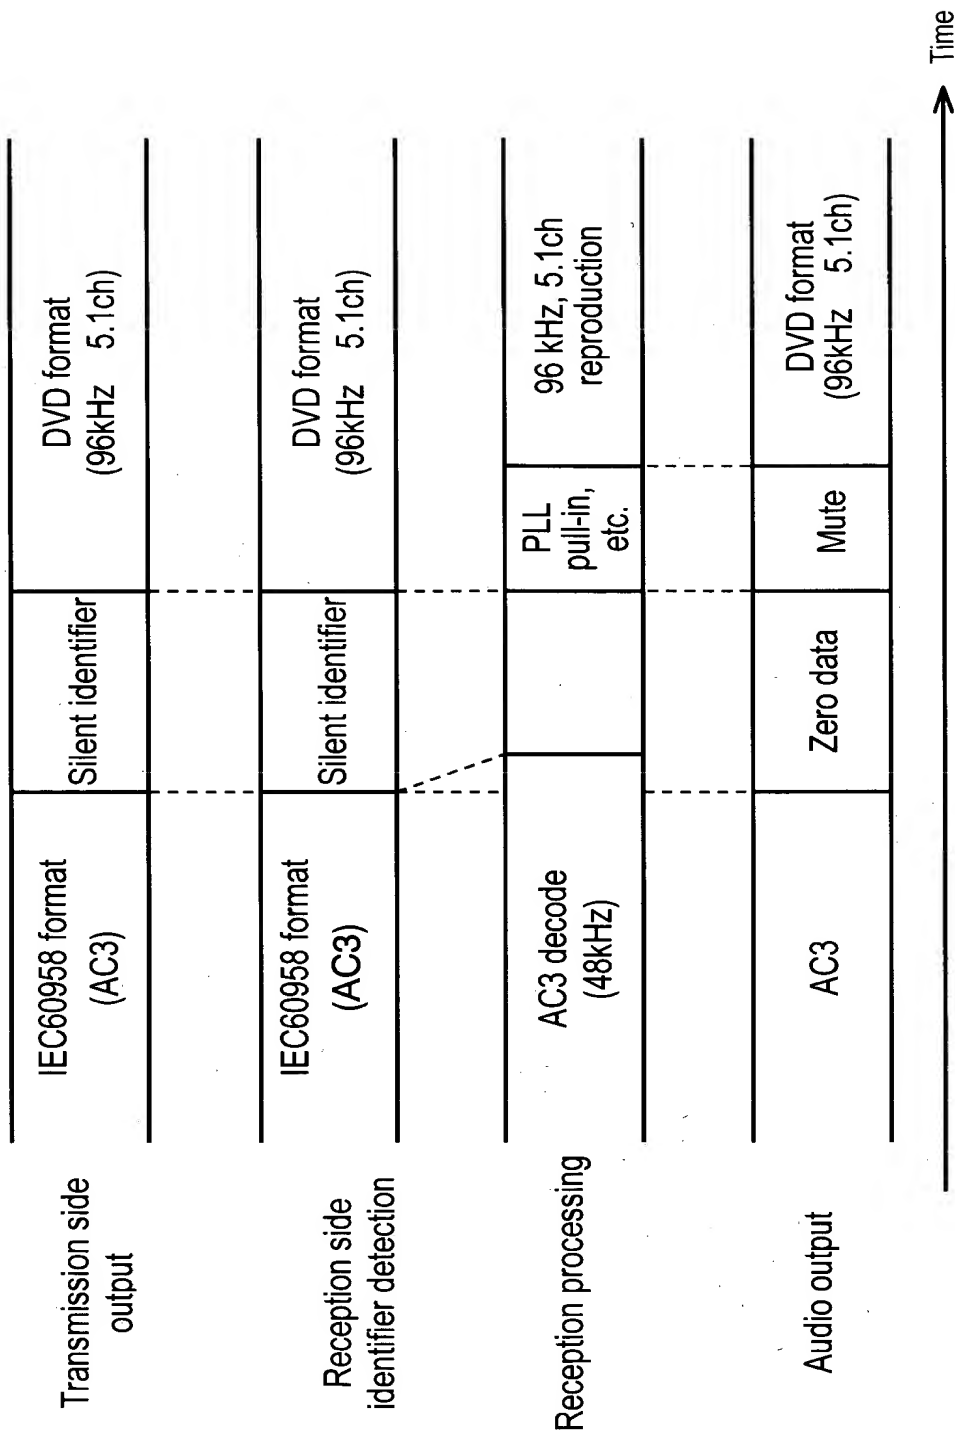 Transmission side
output
IEC60958 format
(AC3)
Silent identifier
DVD format
(96kHz 5.1ch)
Reception side
identifier detection
IEC60958 format
(AC3)
Silent identifier
DVD format
(96kHz 5.1ch)
Reception processing
AC3 decode
(48kHz)
PLL
pull-in,
etc.
96 kHz, 5.1ch
reproduction
Audio output
AC3
Zero data
Mute
DVD format
(96kHz 5.1ch)
Time